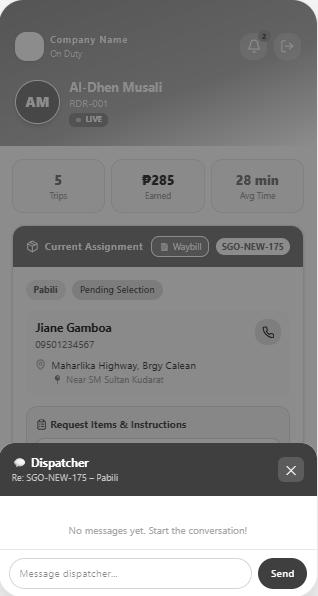 Company Name
On Duty
2
AM
Al-Dhen Musali
RDR-001
LIVE
5
Trips
₱285
Earned
28 min
Avg Time
Current Assignment
Waybill
SGO-NEW-175
Pabili
Pending Selection
Jiane Gamboa
09501234567
Maharlika Highway, Brgy Calean
Near SM Sultan Kudarat
Request Items & Instructions
Dispatcher
Re: SGO-NEW-175 – Pabili
No messages yet. Start the conversation!
Message dispatcher...
Send